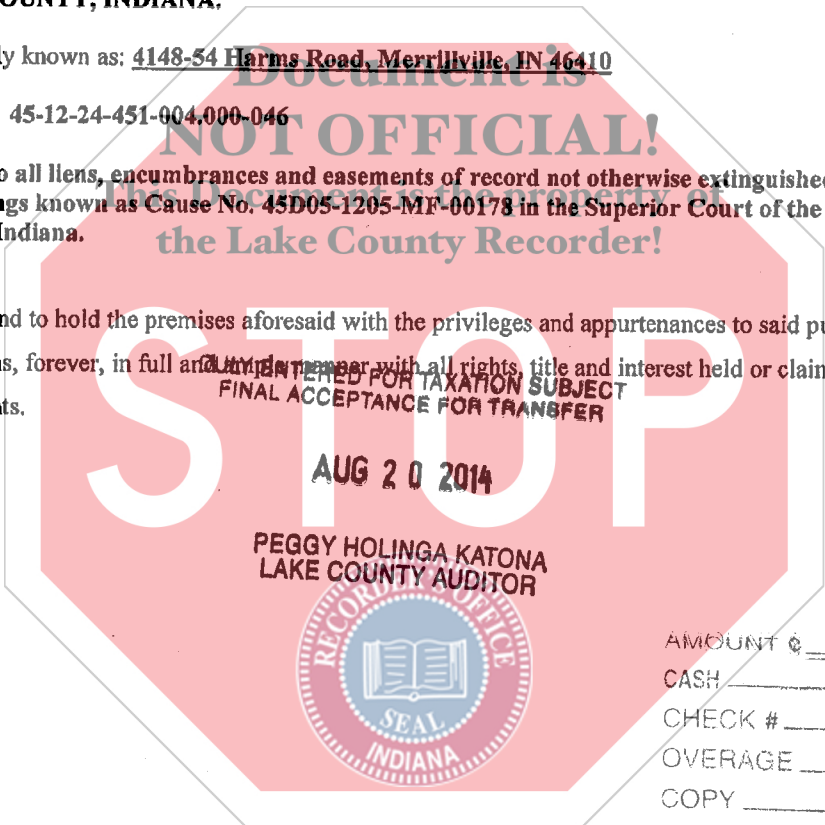 COUNTY, INDIANA.
ly known as: 4148-54 Harms Road, Merrillville, IN 46410
Document is
45-12-24-451-004.000-046
NOT OFFICIAL!
o all liens, encumbrances and easements of record not otherwise extinguished
This Document is the property of
ngs known as Cause No. 45D05-1205-MF-00178 in the Superior Court of the
Indiana.
the Lake County Recorder!
nd to hold the premises aforesaid with the privileges and appurtenances to said pu
s, forever, in full and ample manner with all rights, title and interest held or claim
ts.
DULY ENTERED FOR TAXATION SUBJECT
FINAL ACCEPTANCE FOR TRANSFER
STOP
AUG 20 2014
PEGGY HOLINGA KATONA
LAKE COUNTY AUDITOR
RECORDER'S OFFICE
SEAL
INDIANA
AMOUNT $
CASH
CHECK #
OVERAGE
COPY